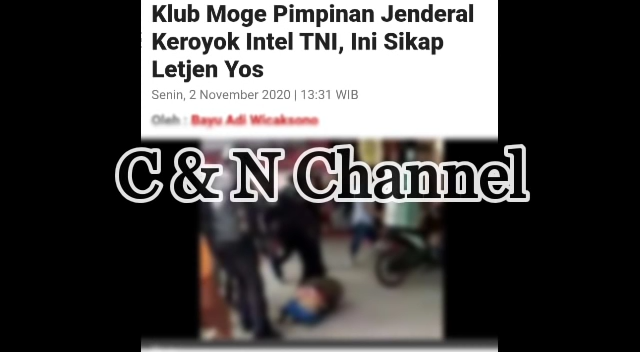 Klub Moge Pimpinan Jenderal
Keroyok Intel TNI, Ini Sikap
Letjen Yos
Senin, 2 November 2020 | 13:31 WIB
Oleh : Bayu Adi Wicaksono
C & N Channel